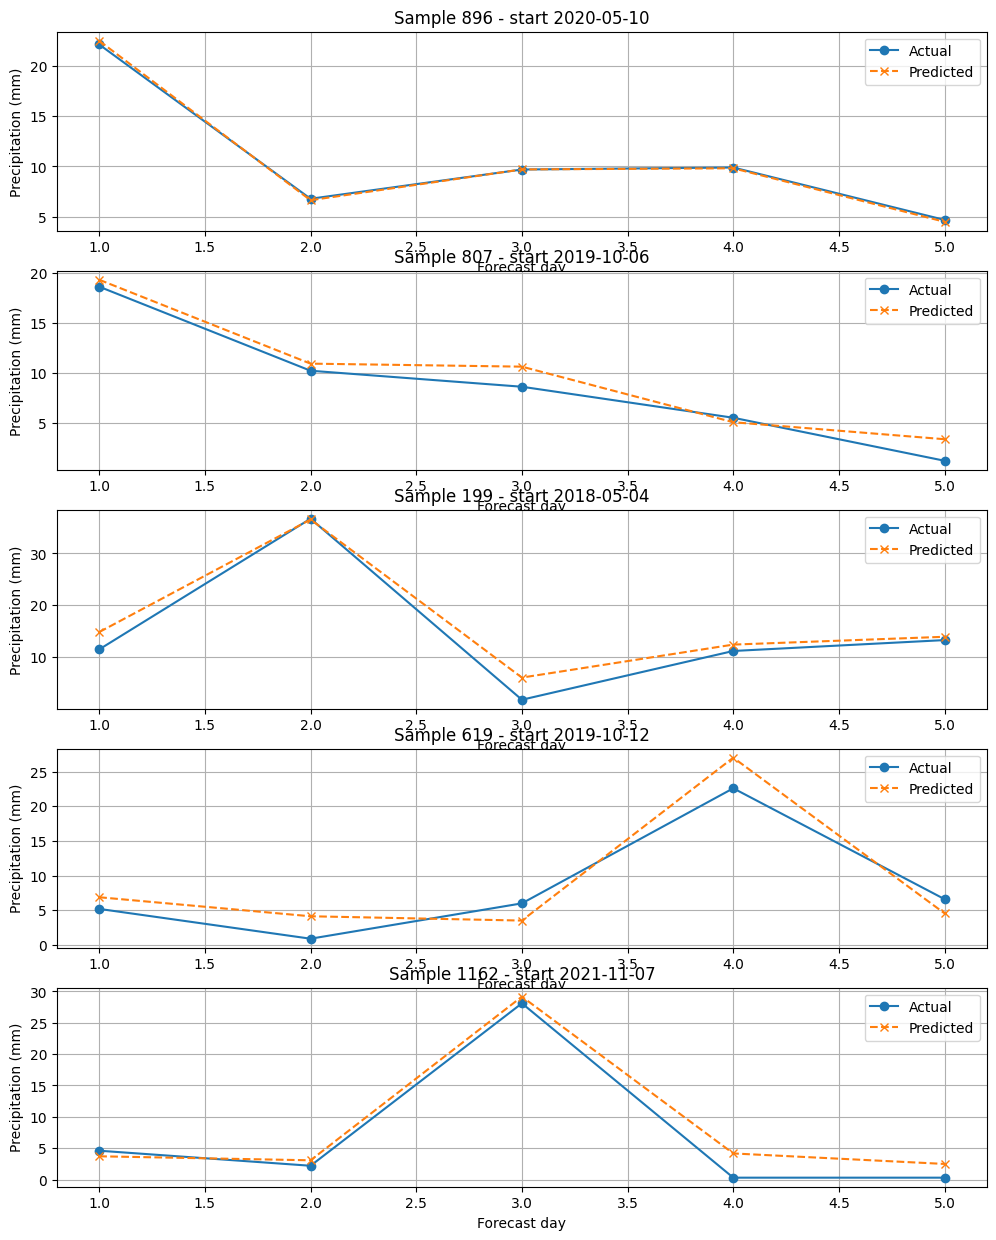 Sample 896 - start 2020-05-10
Precipitation (mm)
20
15
10
5
Actual
Predicted
1.0 1.5 2.0 2.5 3.0 3.5 4.0 4.5 5.0
Forecast day
Sample 807 - start 2019-10-06
Precipitation (mm)
20
15
10
5
Actual
Predicted
1.0 1.5 2.0 2.5 3.0 3.5 4.0 4.5 5.0
Forecast day
Sample 199 - start 2018-05-04
Precipitation (mm)
30
20
10
Actual
Predicted
1.0 1.5 2.0 2.5 3.0 3.5 4.0 4.5 5.0
Forecast day
Sample 619 - start 2019-10-12
Precipitation (mm)
25
20
15
10
5
0
Actual
Predicted
1.0 1.5 2.0 2.5 3.0 3.5 4.0 4.5 5.0
Forecast day
Sample 1162 - start 2021-11-07
Precipitation (mm)
30
25
20
15
10
5
0
Actual
Predicted
1.0 1.5 2.0 2.5 3.0 3.5 4.0 4.5 5.0
Forecast day